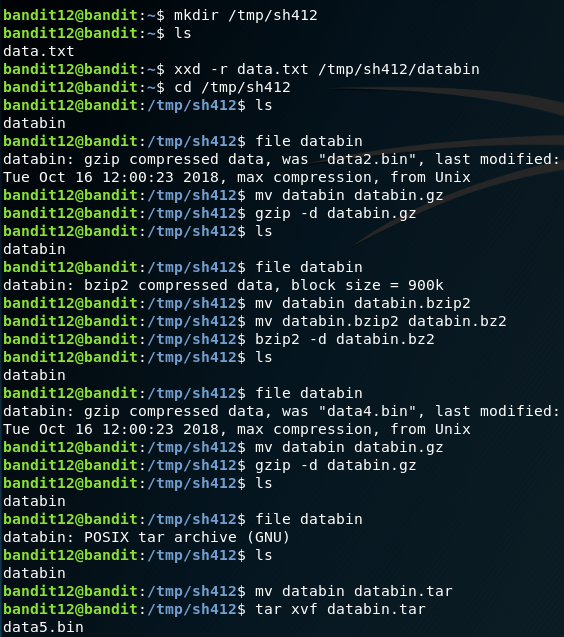 bandit12@bandit:~$ mkdir /tmp/sh412
bandit12@bandit:~$ ls
data.txt
bandit12@bandit:~$ xxd -r data.txt /tmp/sh412/databin
bandit12@bandit:~$ cd /tmp/sh412
bandit12@bandit:/tmp/sh412$ ls
databin
bandit12@bandit:/tmp/sh412$ file databin
databin: gzip compressed data, was "data2.bin", last modified:
Tue Oct 16 12:00:23 2018, max compression, from Unix
bandit12@bandit:/tmp/sh412$ mv databin databin.gz
bandit12@bandit:/tmp/sh412$ gzip -d databin.gz
bandit12@bandit:/tmp/sh412$ ls
databin
bandit12@bandit:/tmp/sh412$ file databin
databin: bzip2 compressed data, block size = 900k
bandit12@bandit:/tmp/sh412$ mv databin databin.bzip2
bandit12@bandit:/tmp/sh412$ mv databin.bzip2 databin.bz2
bandit12@bandit:/tmp/sh412$ bzip2 -d databin.bz2
bandit12@bandit:/tmp/sh412$ ls
databin
bandit12@bandit:/tmp/sh412$ file databin
databin: gzip compressed data, was "data4.bin", last modified:
Tue Oct 16 12:00:23 2018, max compression, from Unix
bandit12@bandit:/tmp/sh412$ mv databin databin.gz
bandit12@bandit:/tmp/sh412$ gzip -d databin.gz
bandit12@bandit:/tmp/sh412$ ls
databin
bandit12@bandit:/tmp/sh412$ file databin
databin: POSIX tar archive (GNU)
bandit12@bandit:/tmp/sh412$ ls
databin
bandit12@bandit:/tmp/sh412$ mv databin databin.tar
bandit12@bandit:/tmp/sh412$ tar xvf databin.tar
data5.bin